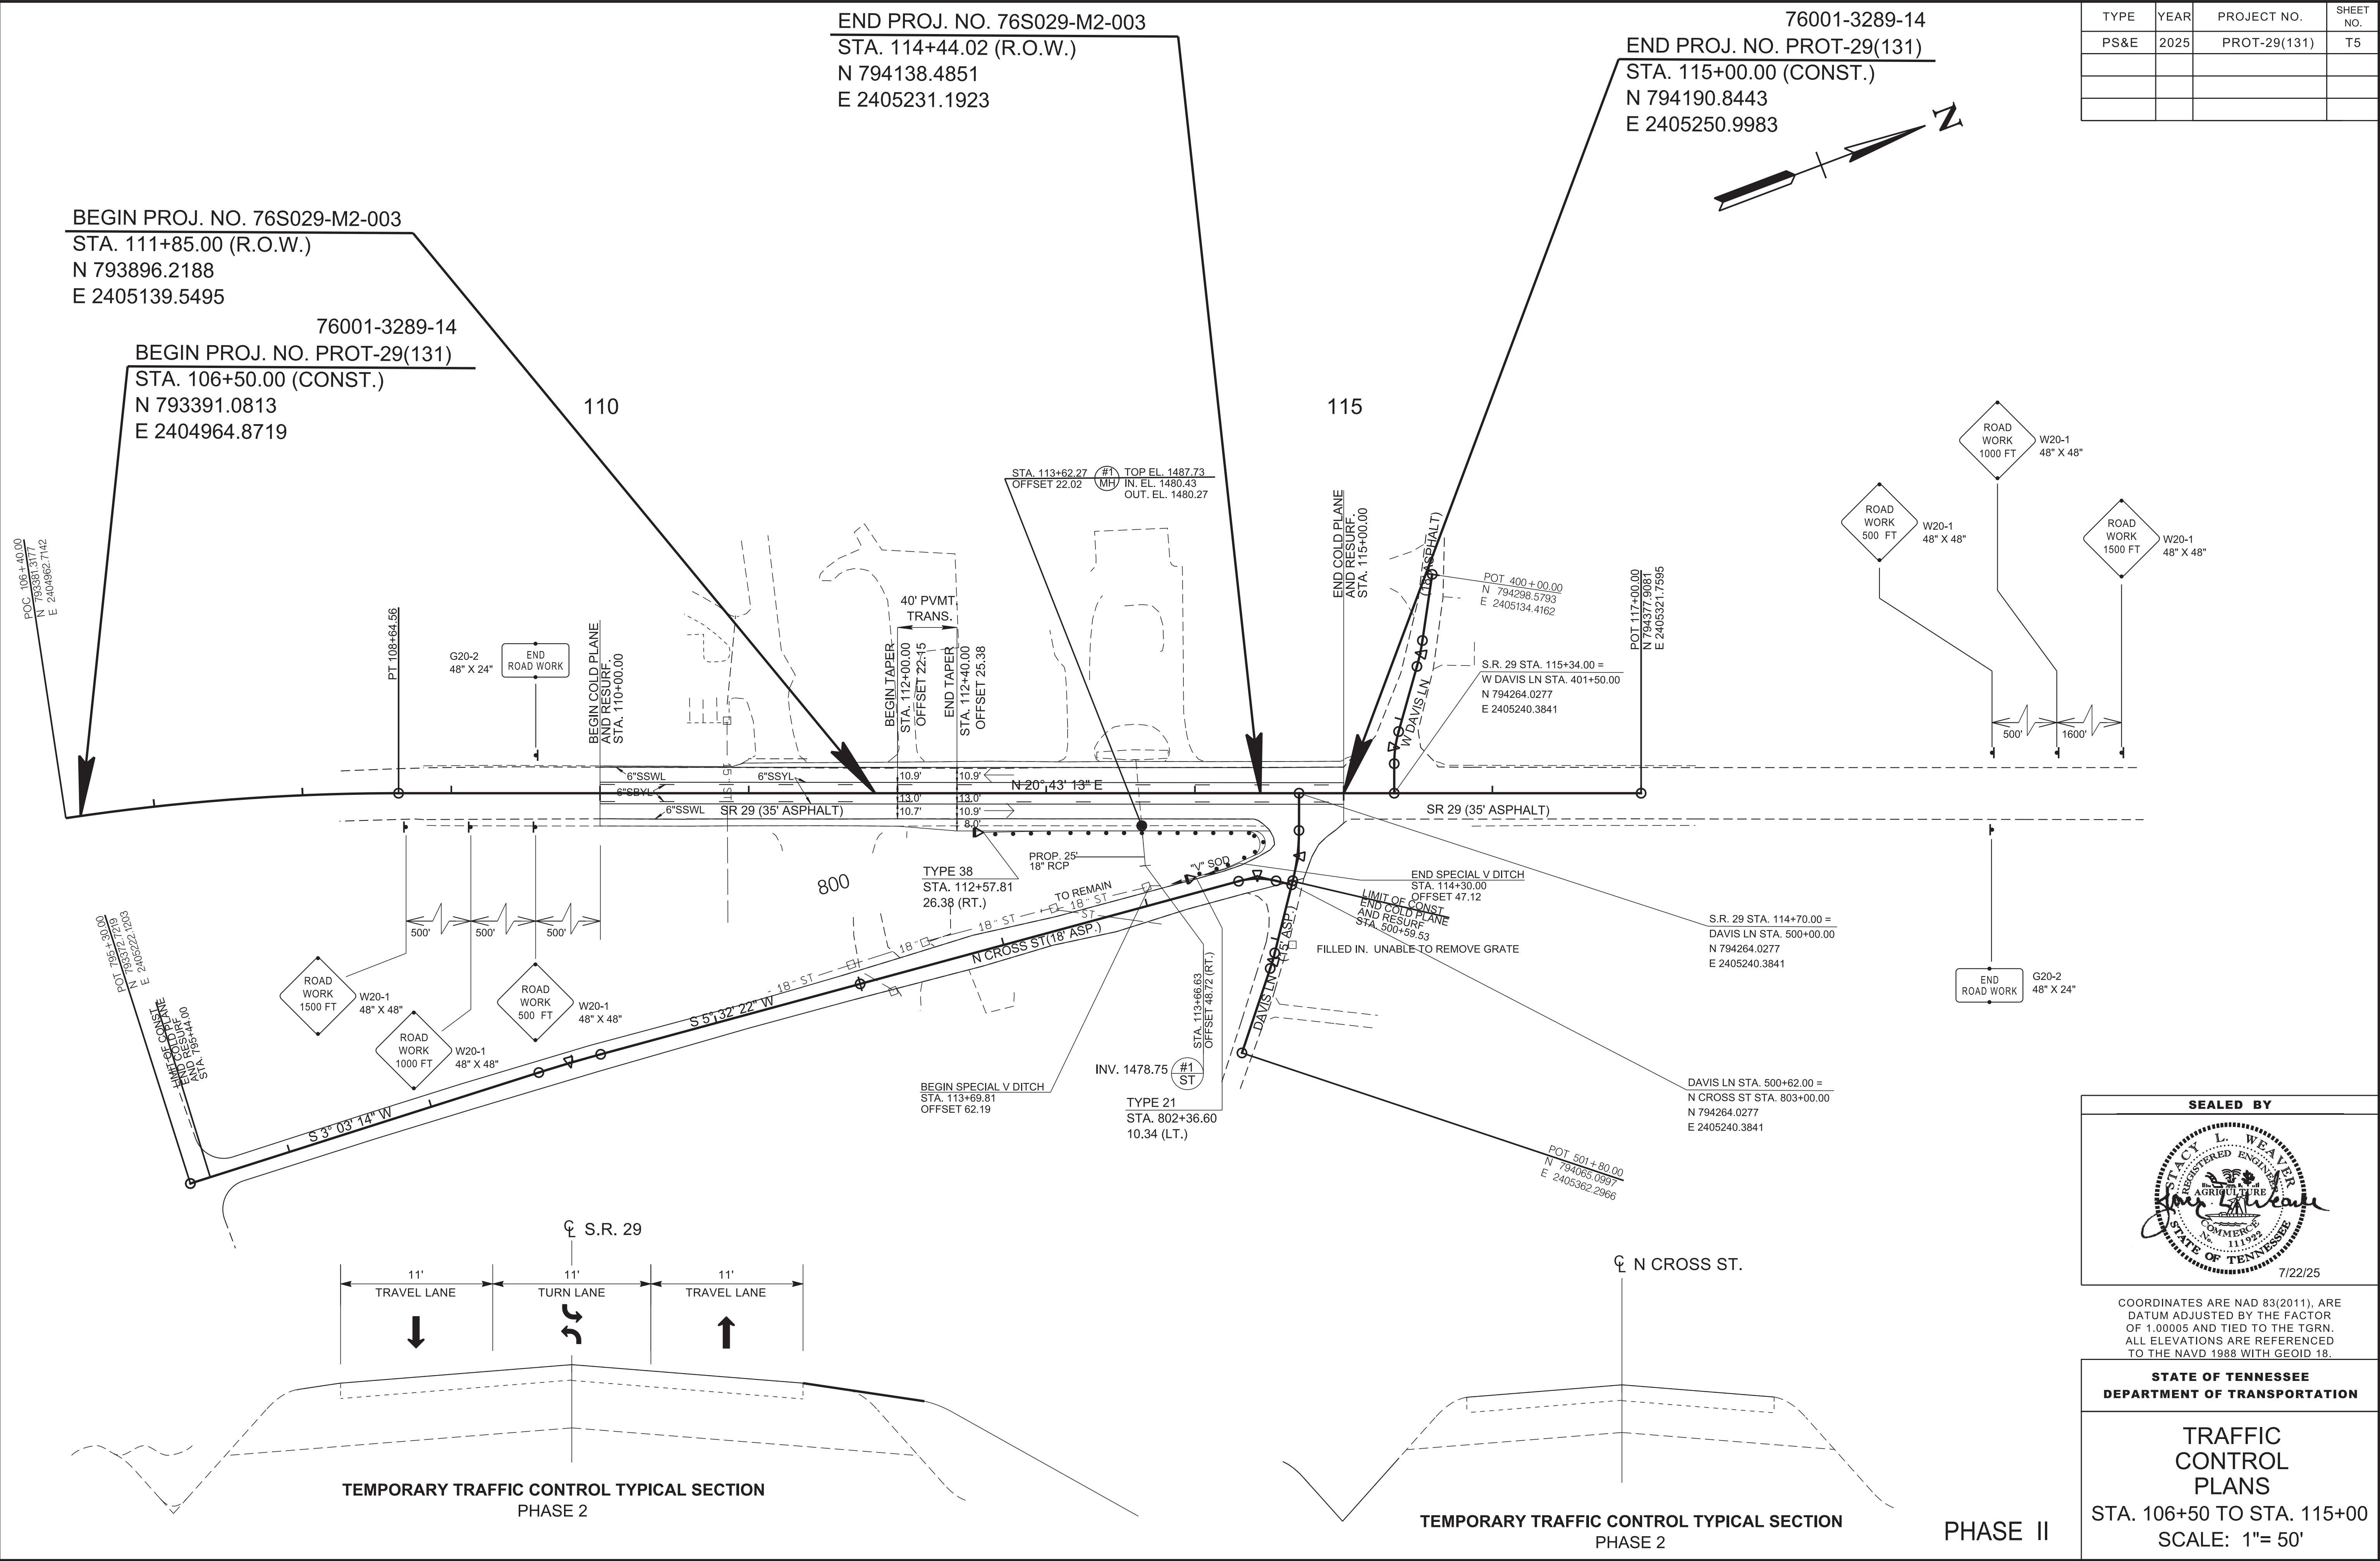 END PROJ. NO. 76S029-M2-003
STA. 114+44.02 (R.O.W.)
N 794138.4851
E 2405231.1923
76001-3289-14
END PROJ. NO. PROT-29(131)
STA. 115+00.00 (CONST.)
N 794190.8443
E 2405250.9983
N
TYPE YEAR PROJECT NO. SHEET NO.
PS&E 2025 PROT-29(131) T5
BEGIN PROJ. NO. 76S029-M2-003
STA. 111+85.00 (R.O.W.)
N 793896.2188
E 2405139.5495
76001-3289-14
BEGIN PROJ. NO. PROT-29(131)
STA. 106+50.00 (CONST.)
N 793391.0813
E 2404964.8719
110
115
STA. 113+62.27
OFFSET 22.02
#1
MH
TOP EL. 1487.73
IN. EL. 1480.43
OUT. EL. 1480.27
POC 106+40.00
N 793381.3177
E 2404962.7142
PT 108+64.56
G20-2
48" X 24"
END
ROAD WORK
BEGIN COLD PLANE
AND RESURF.
STA. 110+00.00
40' PVMT.
TRANS.
BEGIN TAPER
STA. 112+00.00
OFFSET 22.15
END TAPER
STA. 112+40.00
OFFSET 25.38
END COLD PLANE
AND RESURF.
STA. 115+00.00
(18' ASPHALT)
W DAVIS LN
POT 400+00.00
N 794298.5793
E 2405134.4162
S.R. 29 STA. 115+34.00 =
W DAVIS LN STA. 401+50.00
N 794264.0277
E 2405240.3841
POT 117+00.00
N 794377.9081
E 2405321.7595
ROAD
WORK
500 FT
W20-1
48" X 48"
ROAD
WORK
1000 FT
W20-1
48" X 48"
ROAD
WORK
1500 FT
W20-1
48" X 48"
500'
1600'
6"SSWL
6"SSYL
6"SBYL
6"SSWL
15" ST
10.9'
10.9'
13.0'
13.0'
10.7'
10.9'
8.0'
N 20° 43' 13" E
SR 29 (35' ASPHALT)
SR 29 (35' ASPHALT)
500'
500'
500'
ROAD
WORK
1500 FT
W20-1
48" X 48"
ROAD
WORK
1000 FT
W20-1
48" X 48"
ROAD
WORK
500 FT
W20-1
48" X 48"
800
TYPE 38
STA. 112+57.81
26.38 (RT.)
PROP. 25'
18" RCP
"V" SOD
TO REMAIN
18" ST
18" ST
18" ST
18" ST
ST
N CROSS ST(18' ASP.)
S 5° 32' 22" W
S 3° 03' 14" W
POT 795+30.00
N 793372.7219
E 2405222.1203
LIMIT OF CONST
END COLD PLANE
AND RESURF
STA. 795+44.00
END SPECIAL V DITCH
STA. 114+30.00
OFFSET 47.12
LIMIT OF CONST
END COLD PLANE
AND RESURF
STA. 500+59.53
FILLED IN. UNABLE TO REMOVE GRATE
DAVIS LN
(15' ASP.)
S.R. 29 STA. 114+70.00 =
DAVIS LN STA. 500+00.00
N 794264.0277
E 2405240.3841
END
ROAD WORK
G20-2
48" X 24"
STA. 113+66.63
OFFSET 48.72 (RT.)
INV. 1478.75
#1
ST
BEGIN SPECIAL V DITCH
STA. 113+69.81
OFFSET 62.19
TYPE 21
STA. 802+36.60
10.34 (LT.)
DAVIS LN STA. 500+62.00 =
N CROSS ST STA. 803+00.00
N 794264.0277
E 2405240.3841
POT 501+80.00
N 794065.0997
E 2405362.2966
℄ S.R. 29
11'
TRAVEL LANE
11'
TURN LANE
11'
TRAVEL LANE
TEMPORARY TRAFFIC CONTROL TYPICAL SECTION
PHASE 2
℄ N CROSS ST.
TEMPORARY TRAFFIC CONTROL TYPICAL SECTION
PHASE 2
PHASE II
SEALED BY
STACY L. WEAVER
REGISTERED ENGINEER
AGRICULTURE
COMMERCE
No. 111922
STATE OF TENNESSEE
7/22/25
COORDINATES ARE NAD 83(2011), ARE
DATUM ADJUSTED BY THE FACTOR
OF 1.00005 AND TIED TO THE TGRN.
ALL ELEVATIONS ARE REFERENCED
TO THE NAVD 1988 WITH GEOID 18.
STATE OF TENNESSEE
DEPARTMENT OF TRANSPORTATION
TRAFFIC
CONTROL
PLANS
STA. 106+50 TO STA. 115+00
SCALE: 1"= 50'